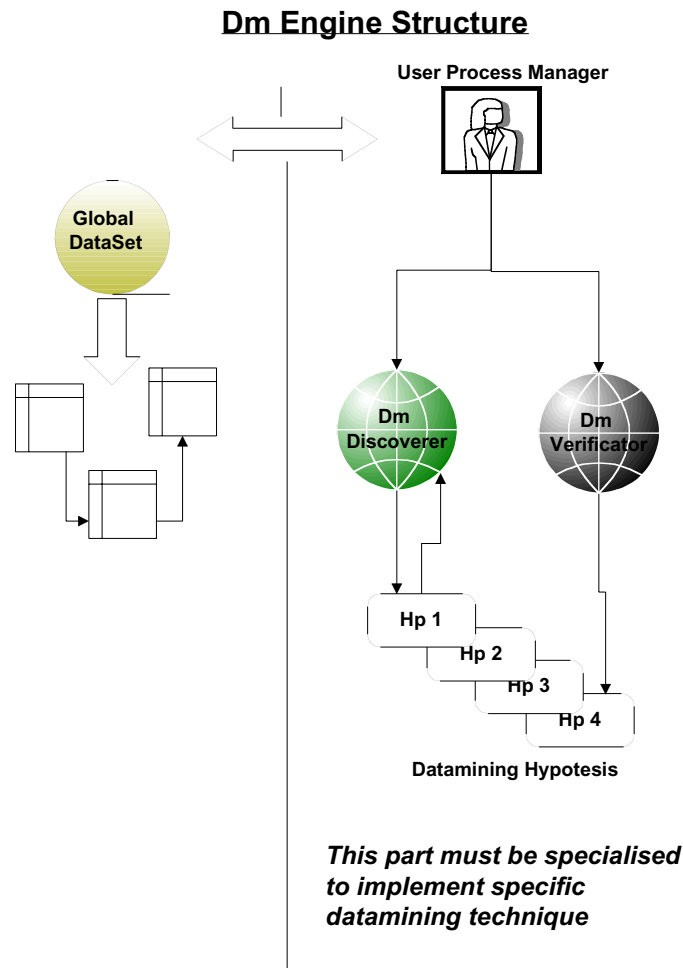 Dm Engine Structure
User Process Manager
Global
DataSet
Dm
Discoverer
Dm
Verificator
Hp 1
Hp 2
Hp 3
Hp 4
Datamining Hypotesis
This part must be specialised
to implement specific
datamining technique